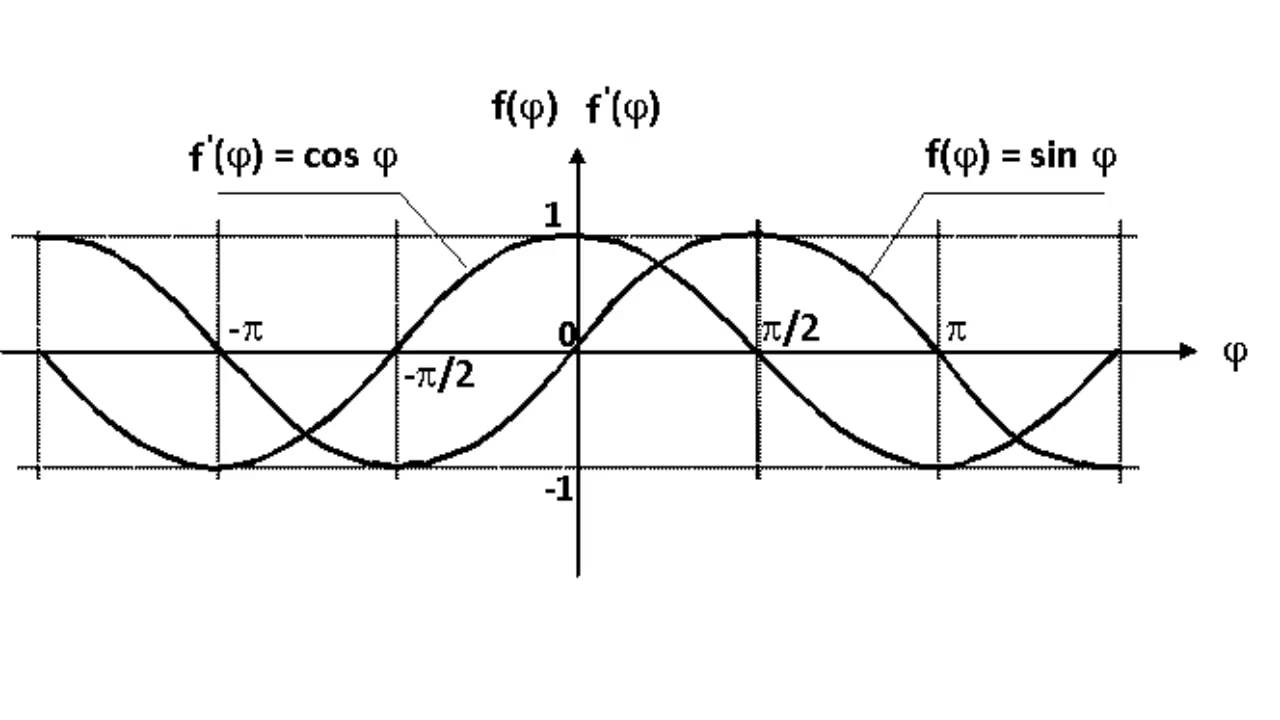 f(φ) f'(φ)
f'(φ) = cos φ
f(φ) = sin φ
1
-π
0
π/2
π
φ
-π/2
-1